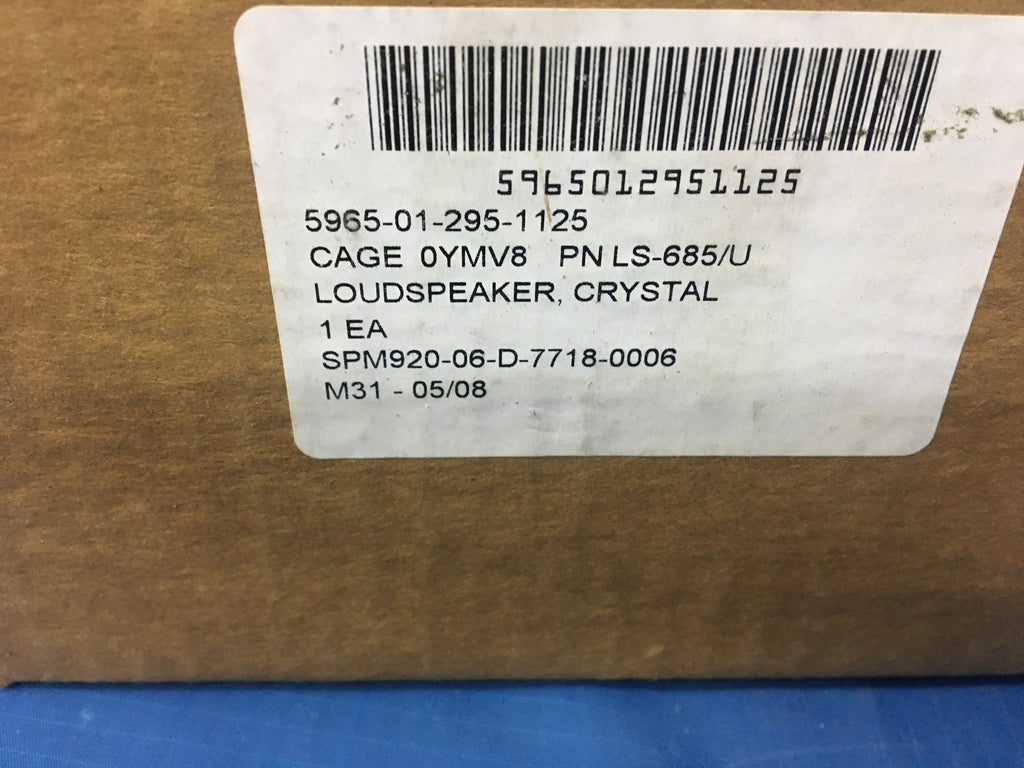 5965012951125
5965-01-295-1125
CAGE 0YMV8 PN LS-685/U
LOUDSPEAKER, CRYSTAL
1 EA
SPM920-06-D-7718-0006
M31 - 05/08